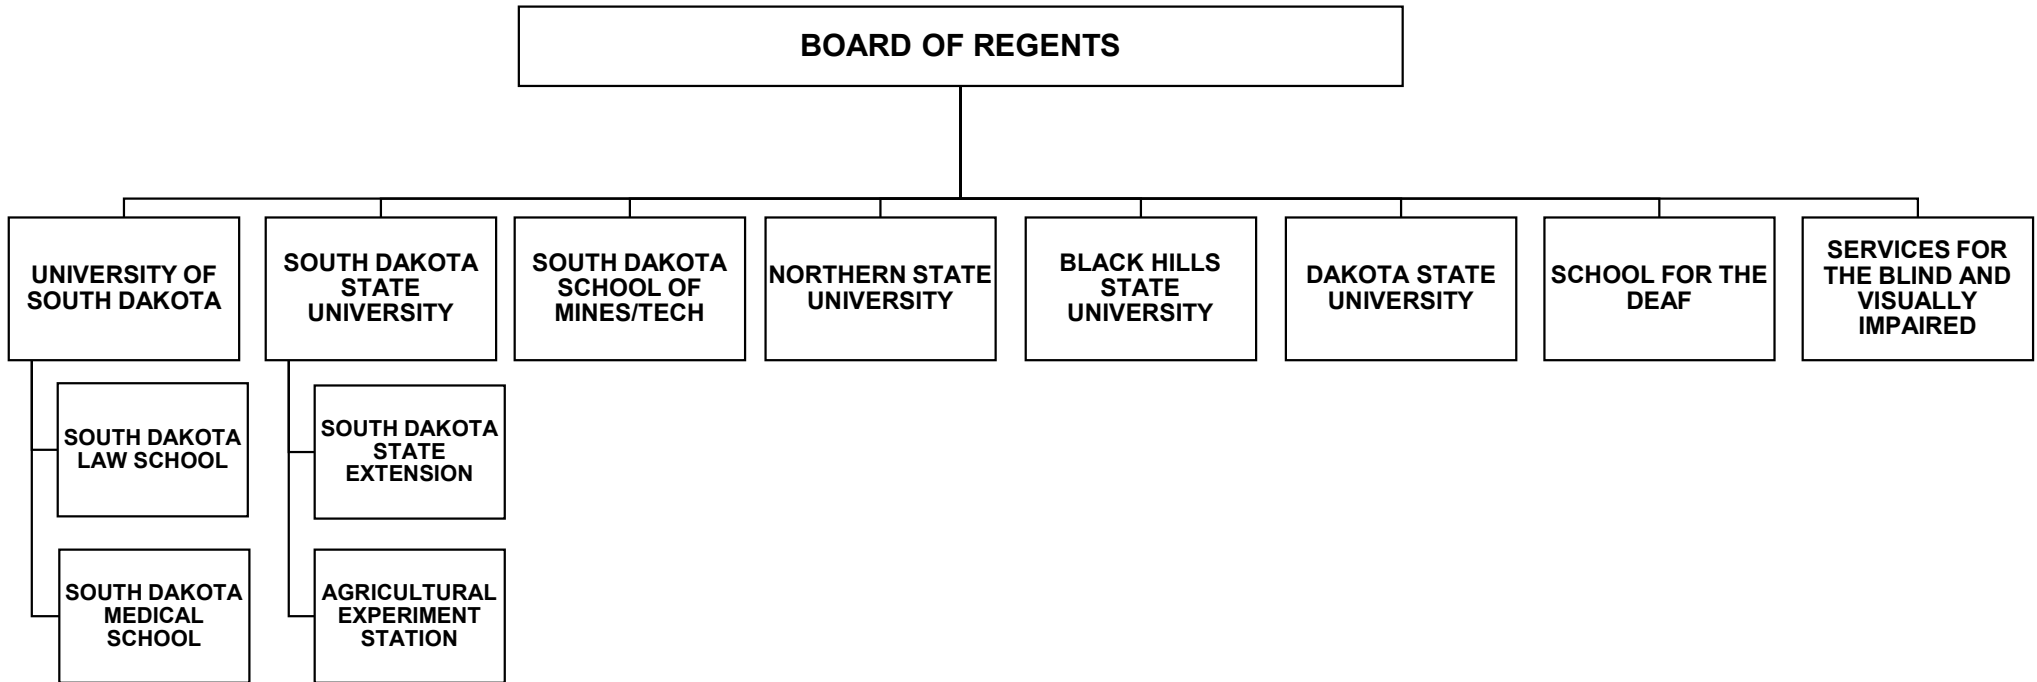 BOARD OF REGENTS
UNIVERSITY OF
SOUTH DAKOTA
SOUTH DAKOTA
STATE
UNIVERSITY
SOUTH DAKOTA
SCHOOL OF
MINES/TECH
NORTHERN STATE
UNIVERSITY
BLACK HILLS
STATE
UNIVERSITY
DAKOTA STATE
UNIVERSITY
SCHOOL FOR THE
DEAF
SERVICES FOR
THE BLIND AND
VISUALLY
IMPAIRED
SOUTH DAKOTA
LAW SCHOOL
SOUTH DAKOTA
STATE
EXTENSION
SOUTH DAKOTA
MEDICAL
SCHOOL
AGRICULTURAL
EXPERIMENT
STATION